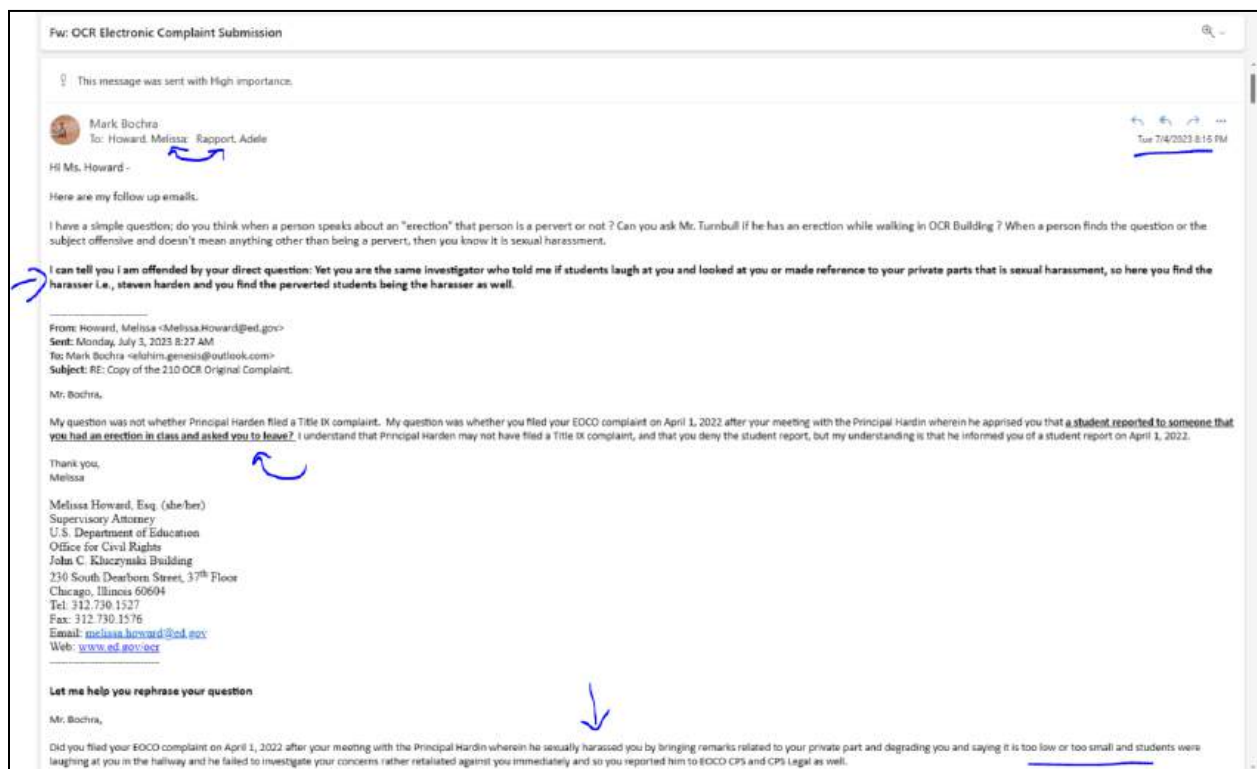 Fw: OCR Electronic Complaint Submission
This message was sent with High importance.
Mark Bochra
To: Howard, Melissa; Rapport, Adele
Tue 7/4/2023 8:16 PM
Hi Ms. Howard -
Here are my follow up emails.
I have a simple question; do you think when a person speaks about an "erection" that person is a pervert or not ? Can you ask Mr. Turnbull if he has an erection while walking in OCR Building ? When a person finds the question or the
subject offensive and doesn't mean anything other than being a pervert, then you know it is sexual harassment.
I can tell you i am offended by your direct question: Yet you are the same investigator who told me if students laugh at you and looked at you or made reference to your private parts that is sexual harassment, so here you find the
harasser i.e., steven harden and you find the perverted students being the harasser as well.
From: Howard, Melissa <Melissa.Howard@ed.gov>
Sent: Monday, July 3, 2023 8:27 AM
To: Mark Bochra <elohim.genesis@outlook.com>
Subject: RE: Copy of the 210 OCR Original Complaint.
Mr. Bochra,
My question was not whether Principal Harden filed a Title IX complaint. My question was whether you filed your EOCO complaint on April 1, 2022 after your meeting with the Principal Hardin wherein he apprised you that a student reported to someone that
you had an erection in class and asked you to leave? I understand that Principal Harden may not have filed a Title IX complaint, and that you deny the student report, but my understanding is that he informed you of a student report on April 1, 2022.
Thank you,
Melissa
Melissa Howard, Esq. (she/her)
Supervisory Attorney
U.S. Department of Education
Office for Civil Rights
John C. Kluczynski Building
230 South Dearborn Street, 37th Floor
Chicago, Illinois 60604
Tel: 312.730.1527
Fax: 312.730.1576
Email: melissa.howard@ed.gov
Web: www.ed.gov/ocr
Let me help you rephrase your question
Mr. Bochra,
Did you filed your EOCO complaint on April 1, 2022 after your meeting with the Principal Hardin wherein he sexually harassed you by bringing remarks related to your private part and degrading you and saying it is too low or too small and students were
laughing at you in the hallway and he failed to investigate your concerns rather retaliated against you immediately and so you reported him to EOCO CPS and CPS Legal as well.